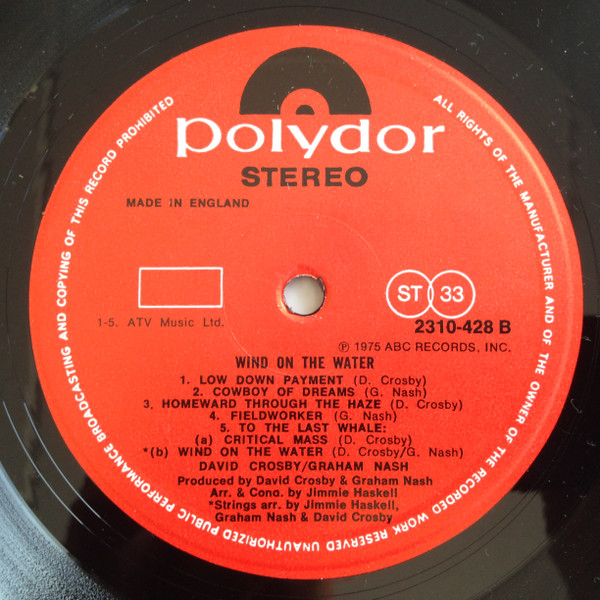 polydor
STEREO
MADE IN ENGLAND
ST 33
1-5. ATV Music Ltd.
2310-428 B
℗ 1975 ABC RECORDS, INC.
WIND ON THE WATER
1. LOW DOWN PAYMENT (D. Crosby)
2. COWBOY OF DREAMS (G. Nash)
3. HOMEWARD THROUGH THE HAZE (D. Crosby)
4. FIELDWORKER (G. Nash)
5. TO THE LAST WHALE:
(a) CRITICAL MASS (D. Crosby)
*(b) WIND ON THE WATER (D. Crosby/G. Nash)
DAVID CROSBY/GRAHAM NASH
Produced by David Crosby & Graham Nash
Arr. & Cond. by Jimmie Haskell
*Strings arr. by Jimmie Haskell,
Graham Nash & David Crosby
ALL RIGHTS OF THE MANUFACTURER AND OF THE OWNER OF THE RECORDED WORK RESERVED UNAUTHORIZED PUBLIC PERFORMANCE BROADCASTING AND COPYING OF THIS RECORD PROHIBITED